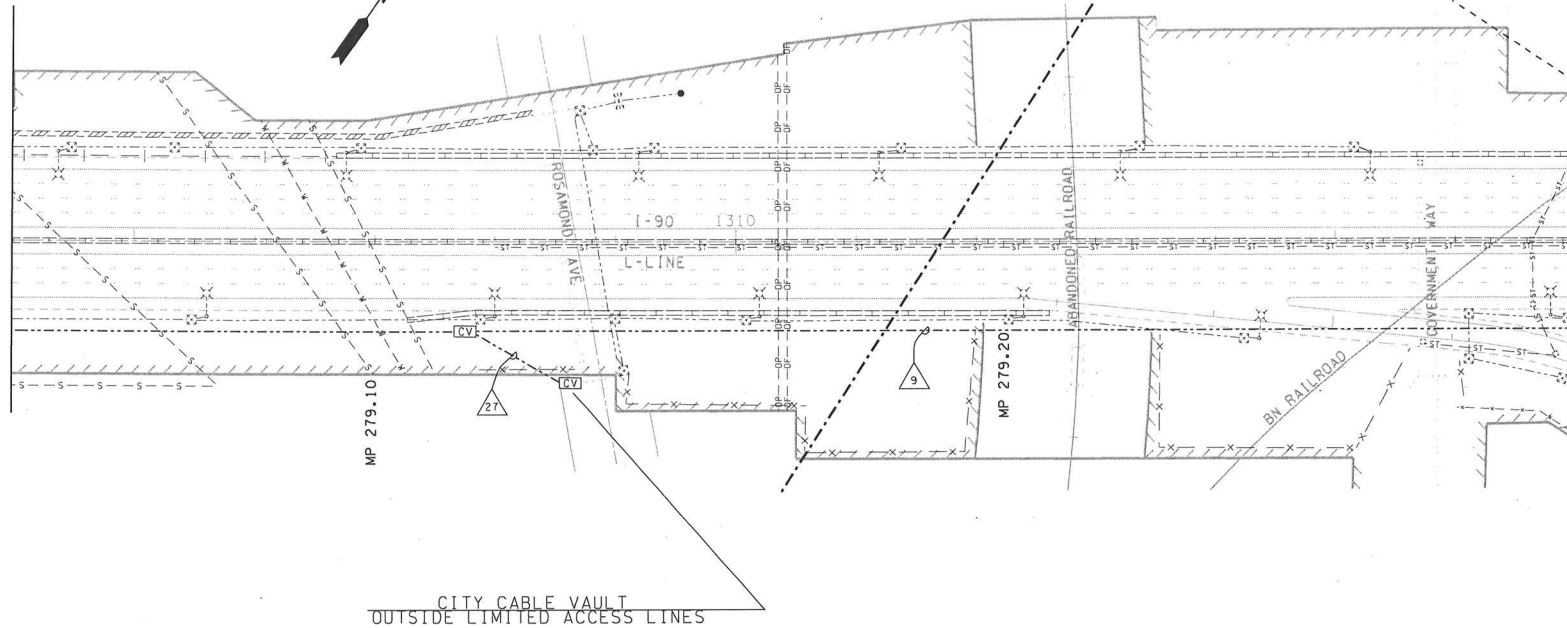 ROSAMOND AVE
I-90 1310
L-LINE
ABANDONED RAILROAD
GOVERNMENT WAY
BN RAILROAD
CV
CV
27
9
MP 279.10
MP 279.20
CITY CABLE VAULT
OUTSIDE LIMITED ACCESS LINES